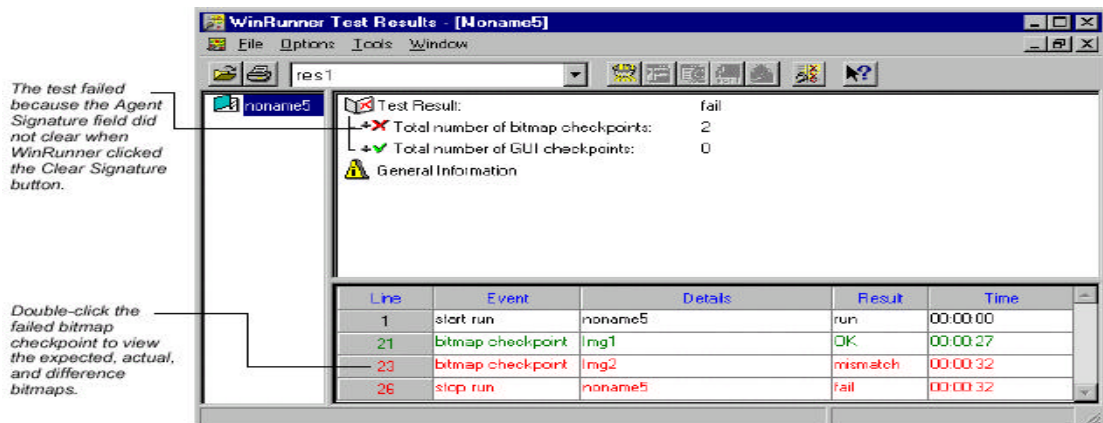 WinRunner Test Results - [Noname5]
File Options Tools Window
res1
The test failed
because the Agent
Signature field did
not clear when
WinRunner clicked
the Clear Signature
button.
noneme5
Test Result: fail
Total number of bitmap checkpoints: 2
Total number of GUI checkpoints: 0
General Information
Double-click the
failed bitmap
checkpoint to view
the expected, actual,
and difference
bitmaps.
Line Event Details Result Time
1 start run noname5 run 00:00:00
21 bitmap checkpoint Img1 OK 00:00:27
23 bitmap checkpoint Img2 mismatch 00:00:32
26 stop run noname5 fail 00:00:32